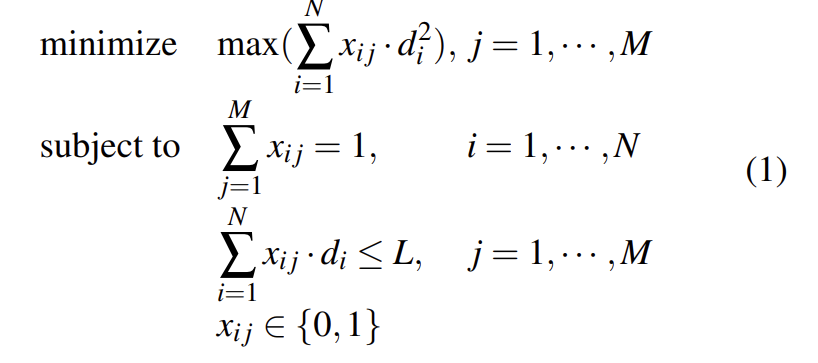 minimize max(∑_{i=1}^{N} x_{ij} · d_i^2), j = 1, ⋯ , M
subject to ∑_{j=1}^{M} x_{ij} = 1, i = 1, ⋯ , N
(1)
∑_{i=1}^{N} x_{ij} · d_i ≤ L, j = 1, ⋯ , M
x_{ij} ∈ {0, 1}